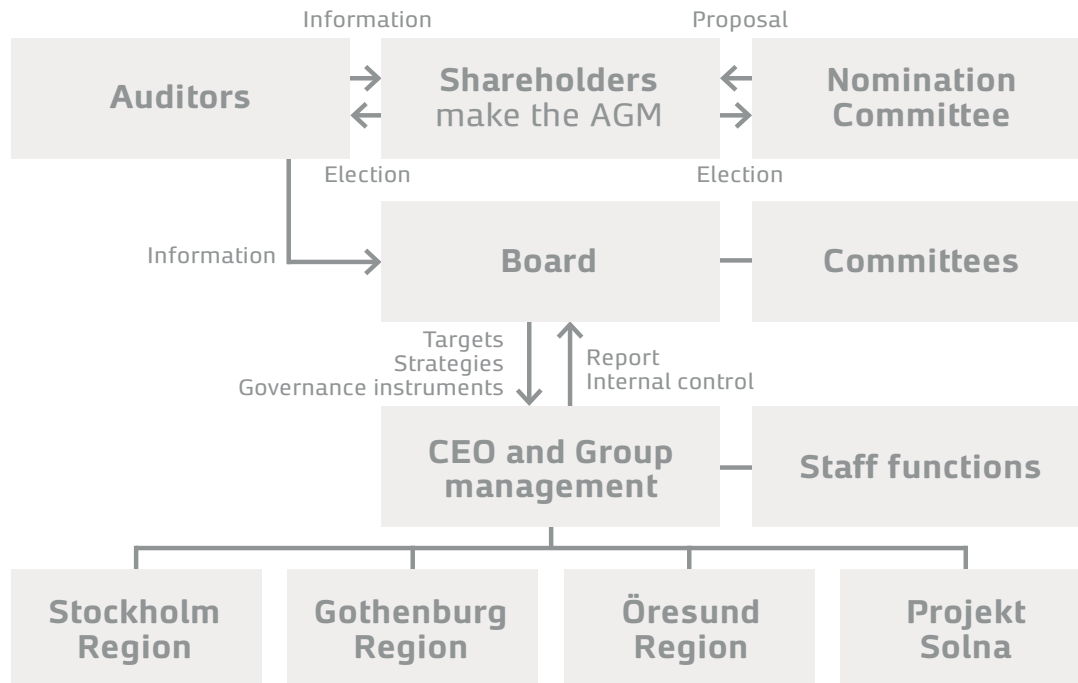 Information
Proposal
Auditors
Shareholders
make the AGM
Nomination
Committee
Election
Election
Information
Board
Committees
Targets
Strategies
Governance instruments
Report
Internal control
CEO and Group
management
Staff functions
Stockholm
Region
Gothenburg
Region
Öresund
Region
Projekt
Solna